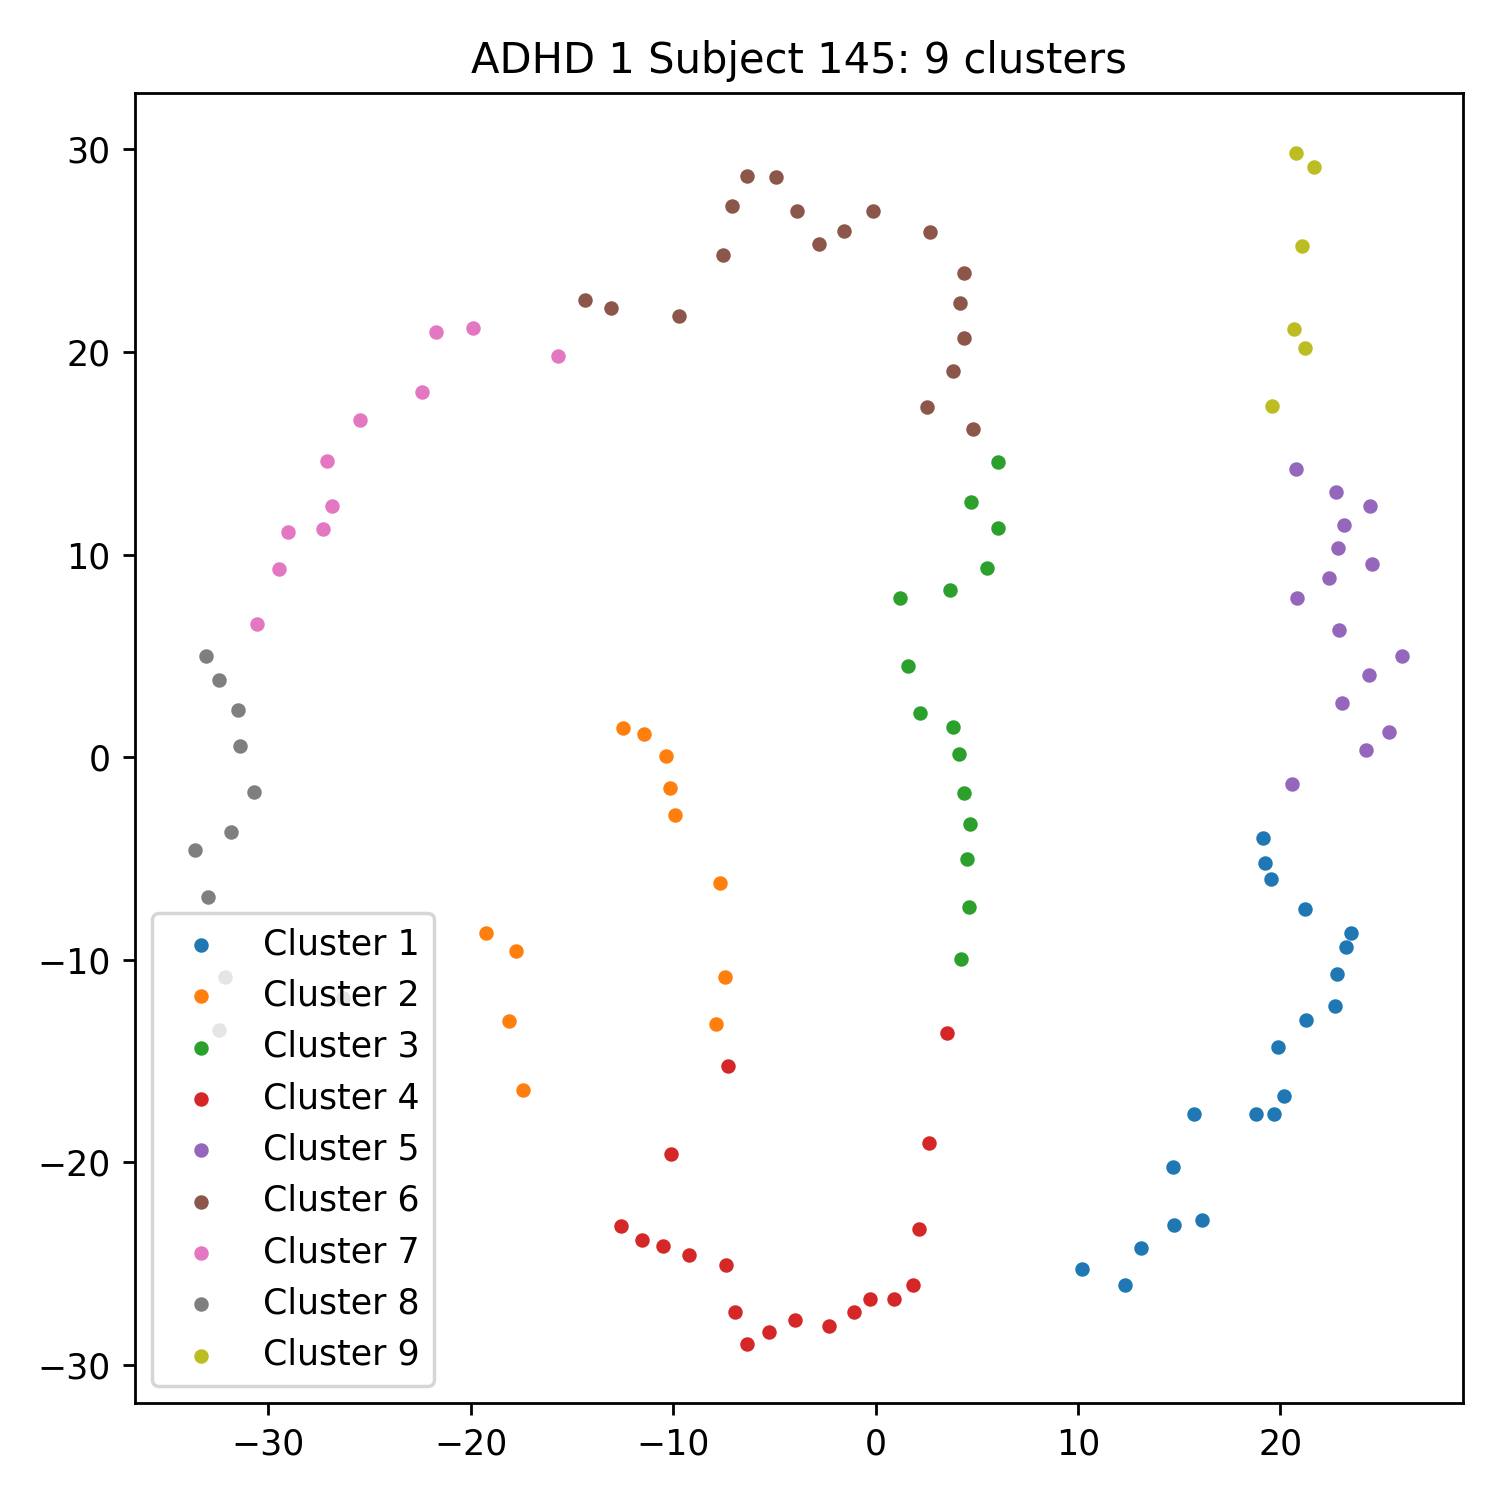 ADHD 1 Subject 145: 9 clusters
30
20
10
0
−10
−20
−30
Cluster 1
Cluster 2
Cluster 3
Cluster 4
Cluster 5
Cluster 6
Cluster 7
Cluster 8
Cluster 9
−30 −20 −10 0 10 20